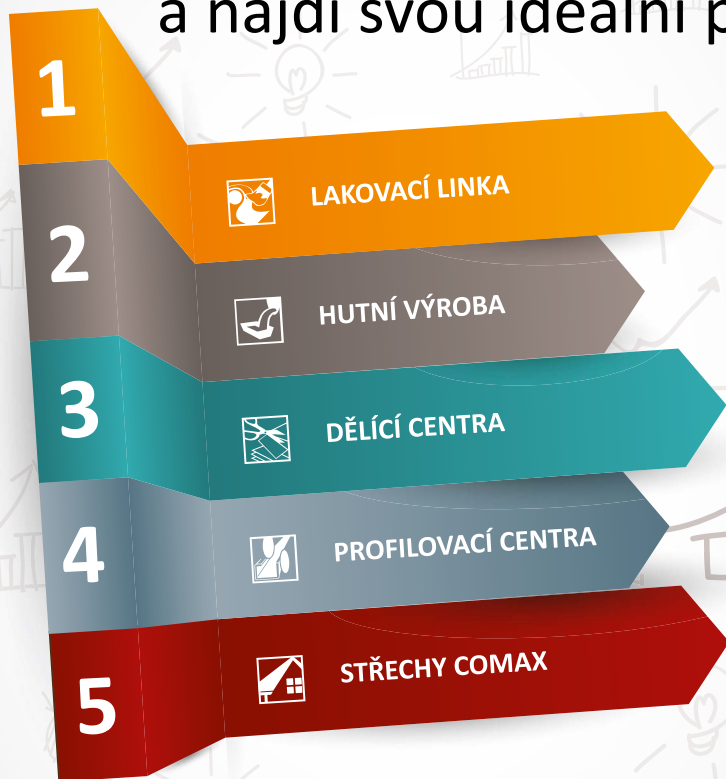 a najdi svou ideální
1
LAKOVACÍ LINKA
2
HUTNÍ VÝROBA
3
DĚLÍCÍ CENTRA
4
PROFILOVACÍ CENTRA
5
STŘECHY COMAX